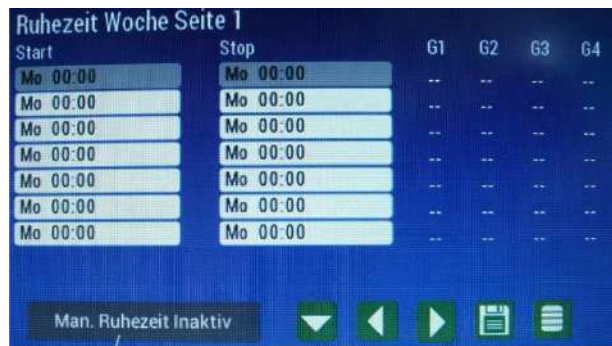 Ruhezeit Woche Seite 1
Start Stop G1 G2 G3 G4
Mo 00:00 Mo 00:00 -- -- -- --
Mo 00:00 Mo 00:00 -- -- -- --
Mo 00:00 Mo 00:00 -- -- -- --
Mo 00:00 Mo 00:00 -- -- -- --
Mo 00:00 Mo 00:00 -- -- -- --
Mo 00:00 Mo 00:00 -- -- -- --
Mo 00:00 Mo 00:00 -- -- -- --
Man. Ruhezeit Inaktiv